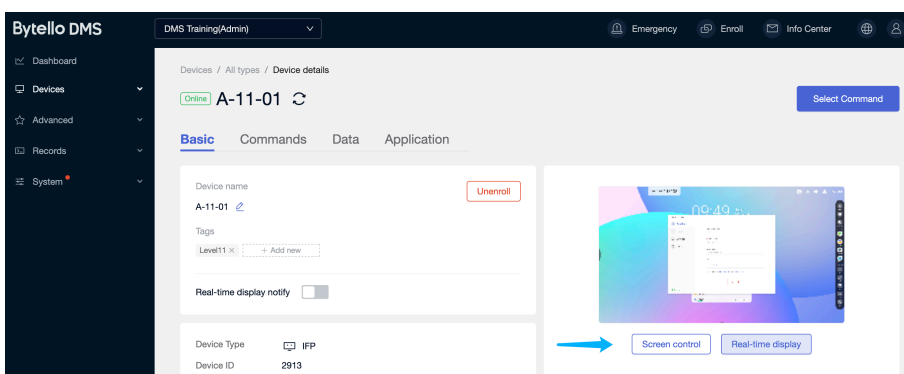 Bytello DMS
DMS Training(Admin)
Emergency
Enroll
Info Center
Dashboard
Devices
Advanced
Records
System
Devices / All types / Device details
Online A-11-01
Select Command
Basic Commands Data Application
Device name
Unenroll
A-11-01
Tags
Level11 × + Add new
Real-time display notify
09:49
Screen control Real-time display
Device Type IFP
Device ID 2913